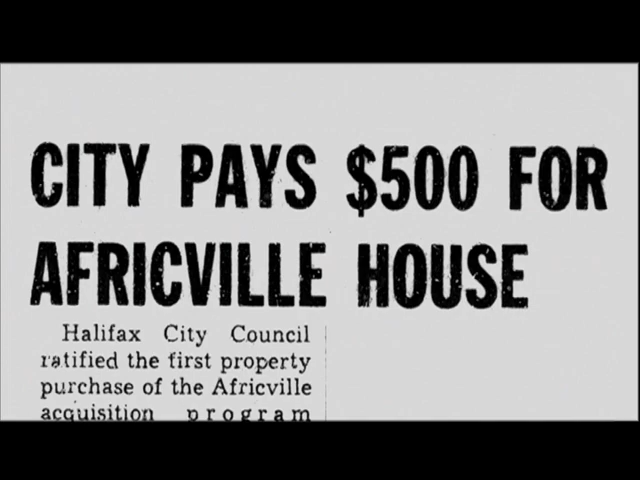 CITY PAYS $500 FOR
AFRICVILLE HOUSE
Halifax City Council
ratified the first property
purchase of the Africville
acquisition program